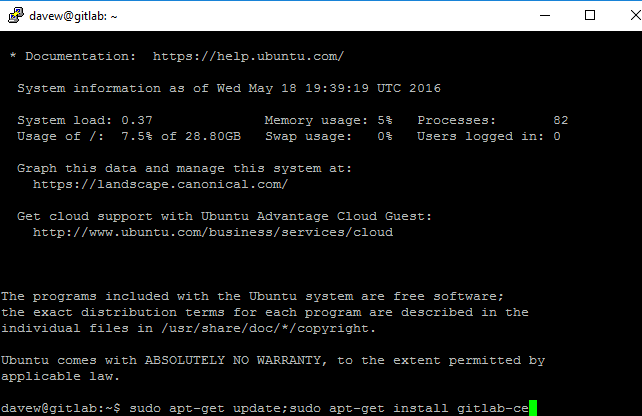 davew@gitlab: ~
* Documentation:  https://help.ubuntu.com/
System information as of Wed May 18 19:39:19 UTC 2016
System load: 0.37              Memory usage: 5%   Processes:       82
Usage of /:  7.5% of 28.80GB   Swap usage:   0%   Users logged in: 0
Graph this data and manage this system at:
https://landscape.canonical.com/
Get cloud support with Ubuntu Advantage Cloud Guest:
http://www.ubuntu.com/business/services/cloud
The programs included with the Ubuntu system are free software;
the exact distribution terms for each program are described in the
individual files in /usr/share/doc/*/copyright.
Ubuntu comes with ABSOLUTELY NO WARRANTY, to the extent permitted by
applicable law.
davew@gitlab:~$ sudo apt-get update;sudo apt-get install gitlab-ce